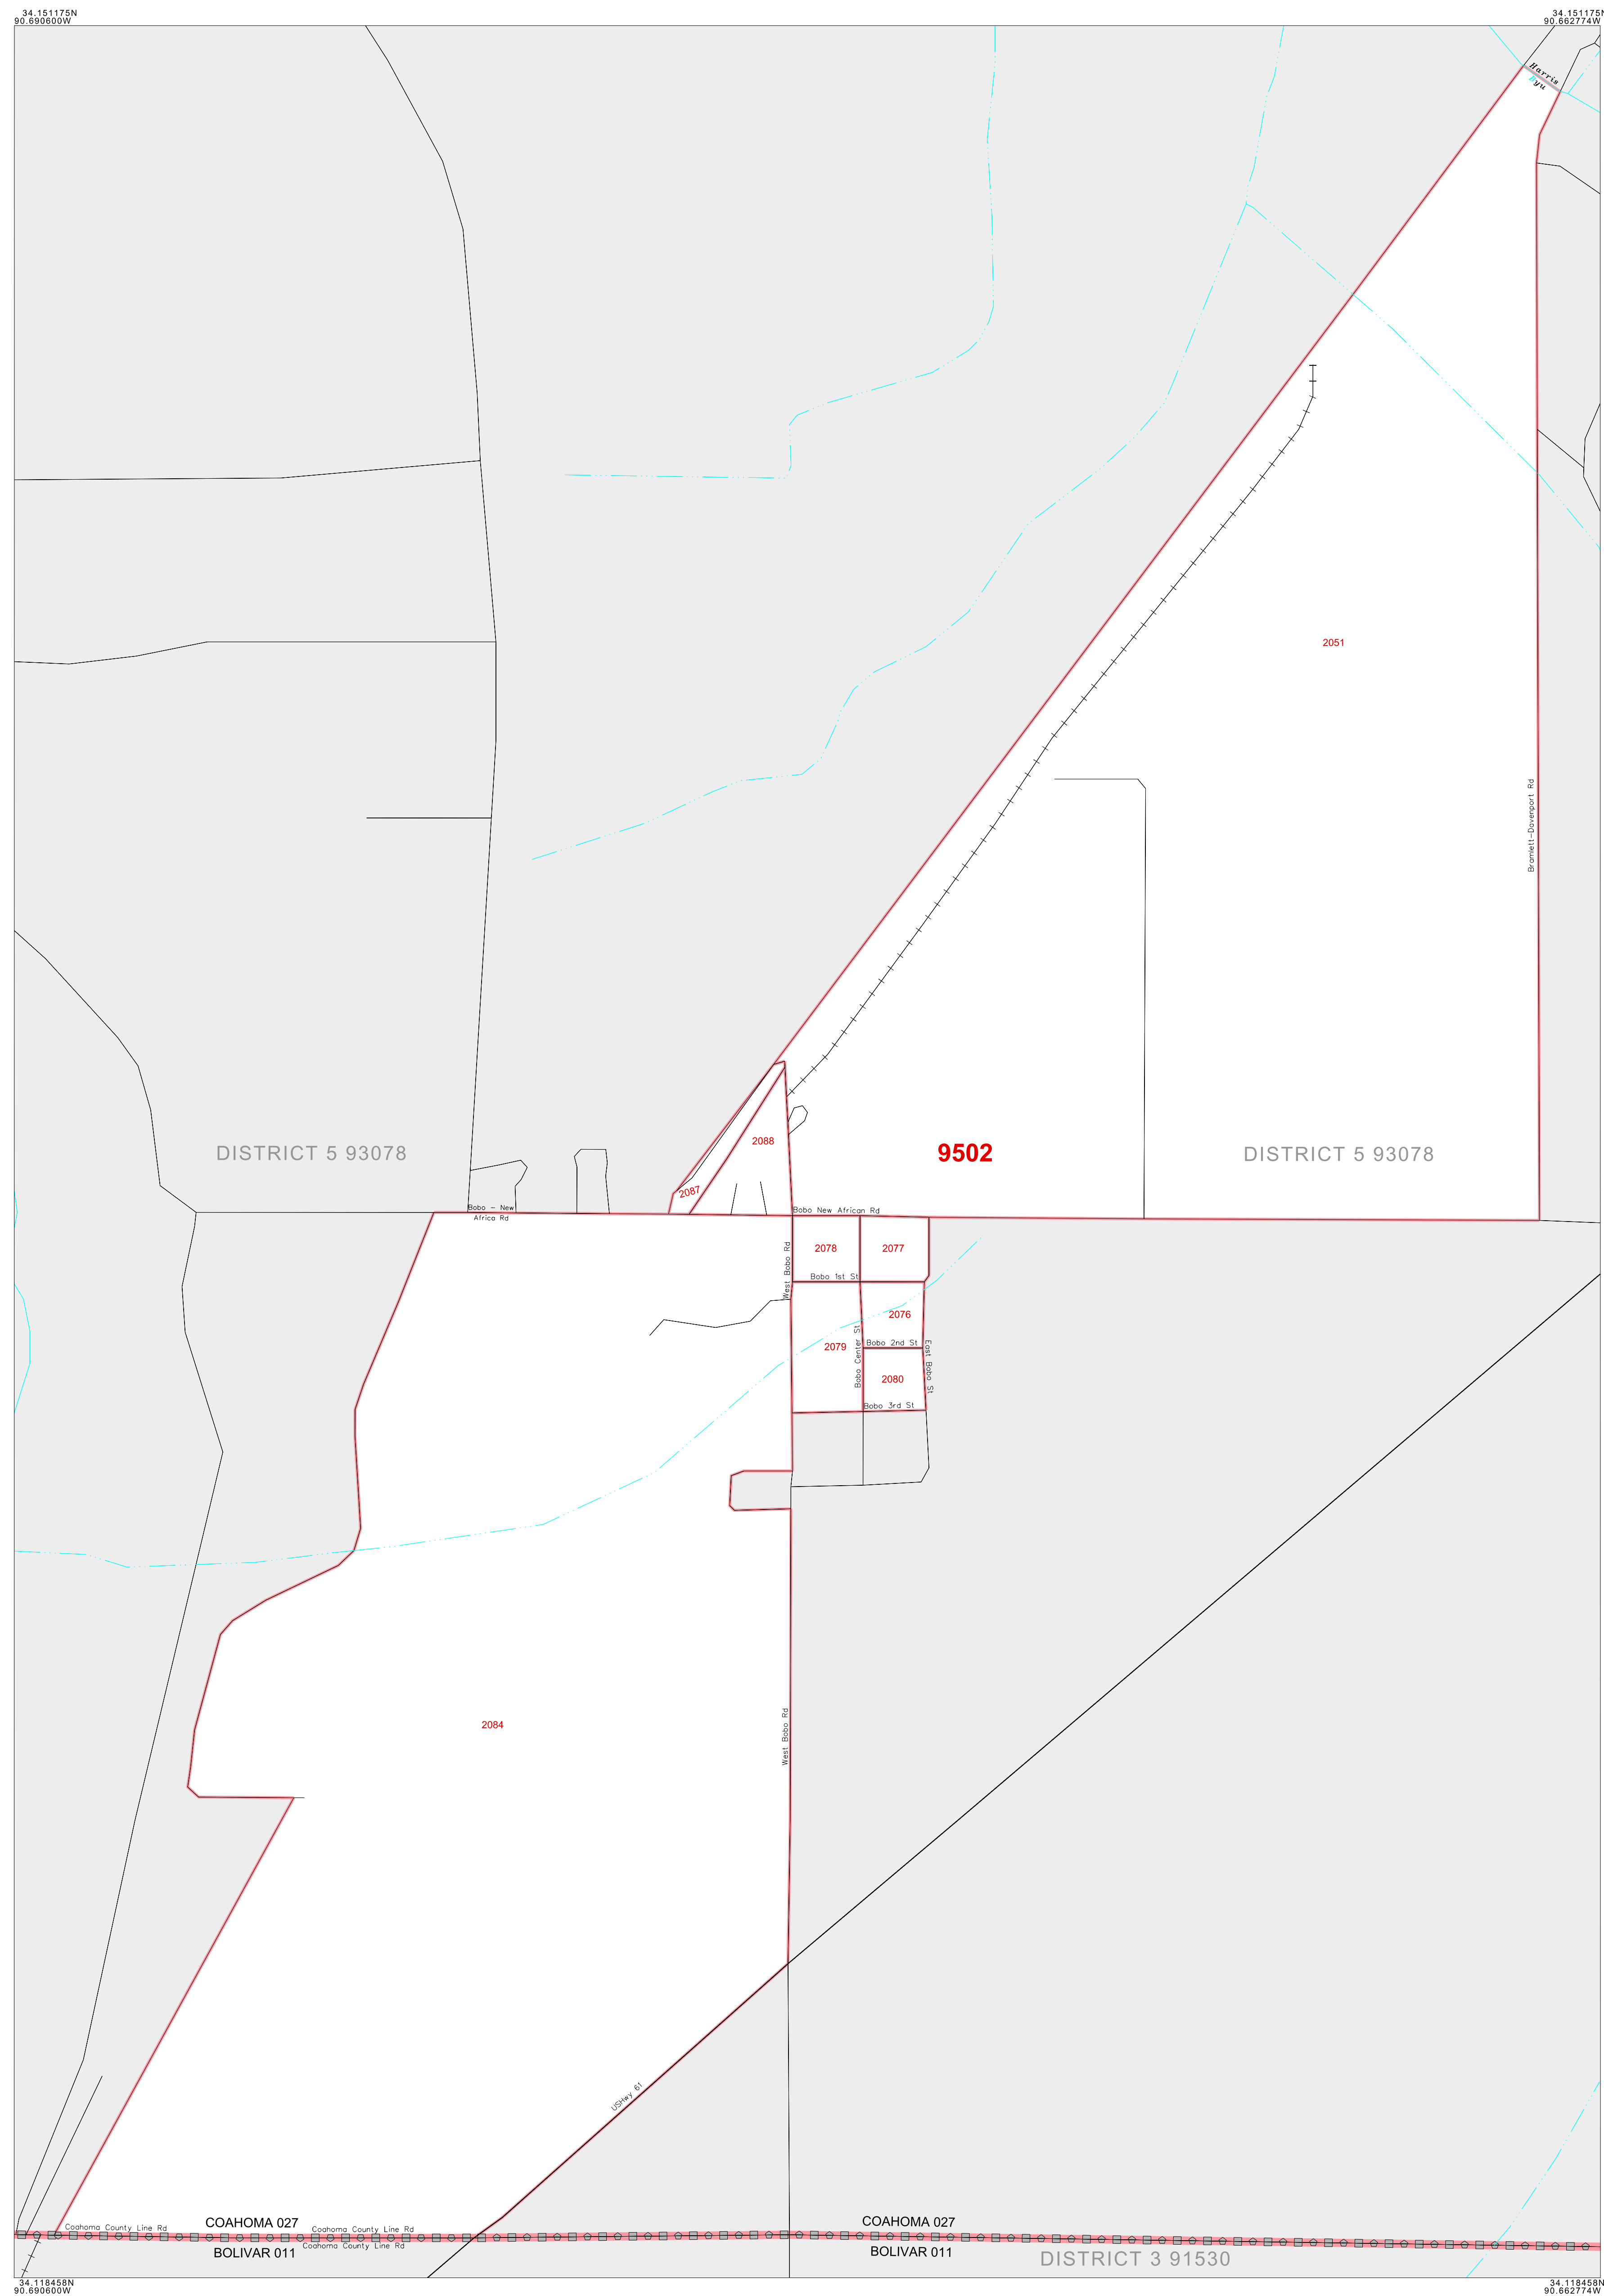 34.151175N
90.690600W
34.151175N
90.662774W
Harris
Byu
2051
Bramlett-Davenport Rd
DISTRICT 5 93078
2088
9502
DISTRICT 5 93078
2087
Bobo - New
Africa Rd
Bobo New African Rd
West Bobo Rd
2078
2077
Bobo 1st St
2076
2079
Bobo Center St
Bobo 2nd St
East Bobo St
2080
Bobo 3rd St
2084
West Bobo Rd
USHwy 61
Coahoma County Line Rd
COAHOMA 027
Coahoma County Line Rd
COAHOMA 027
Coahoma County Line Rd
BOLIVAR 011
BOLIVAR 011
DISTRICT 3 91530
34.118458N
90.690600W
34.118458N
90.662774W